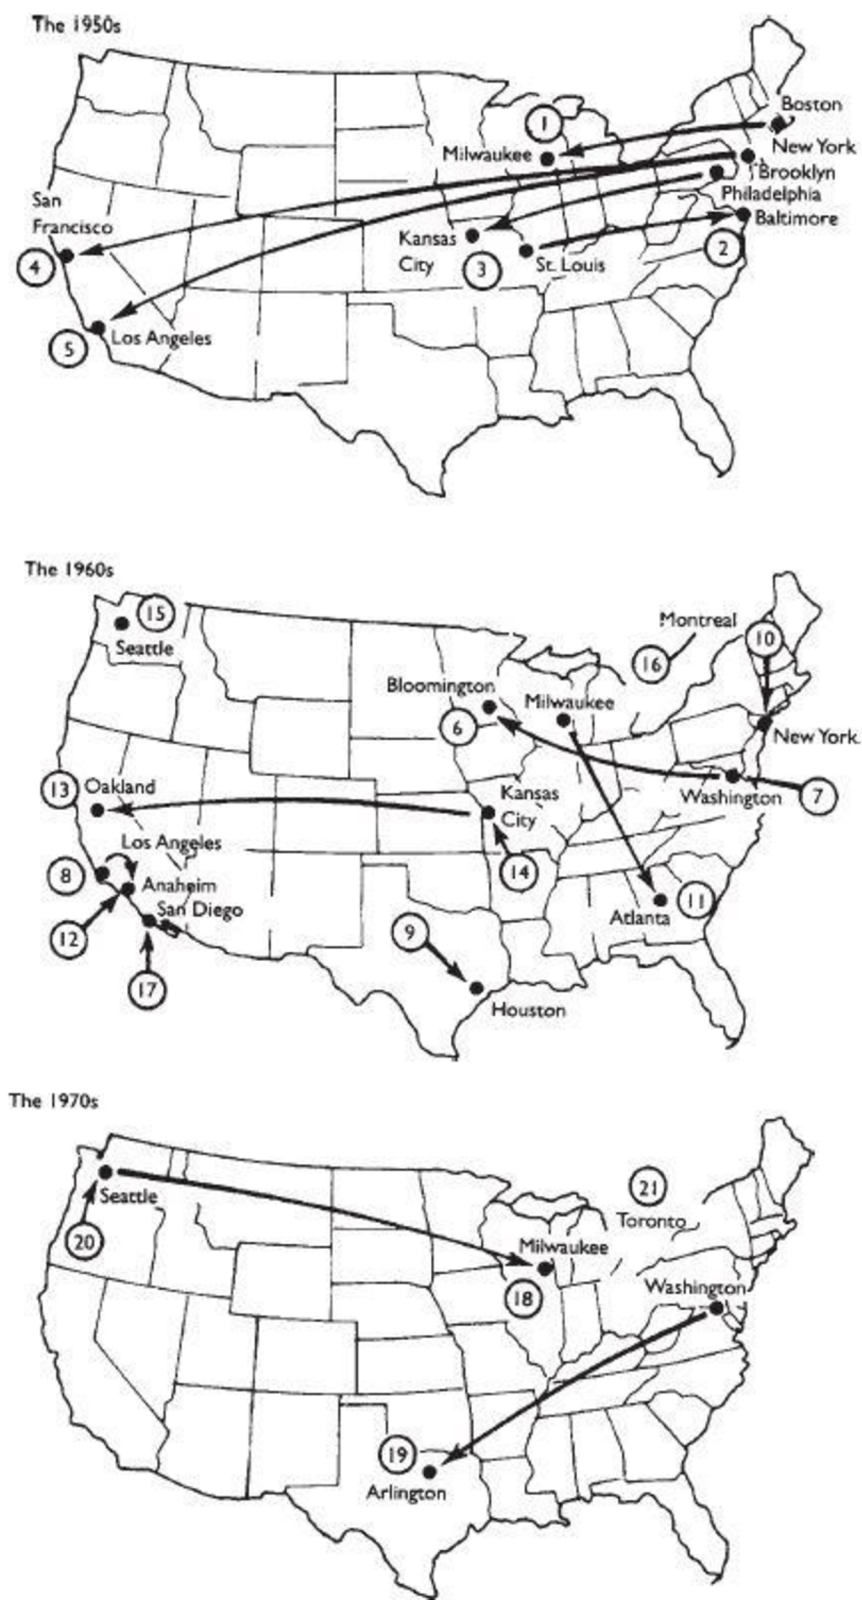 The 1950s
Boston
1
New York
Milwaukee
Brooklyn
Philadelphia
San
Francisco
Baltimore
Kansas
City
4
3
St. Louis
2
Los Angeles
5
The 1960s
15
Seattle
Montreal
10
16
Bloomington
Milwaukee
6
New York
13
Oakland
Kansas
City
Washington
7
Los Angeles
8
Anaheim
14
San Diego
11
Atlanta
12
9
17
Houston
The 1970s
Seattle
21
Toronto
20
Milwaukee
18
Washington
19
Arlington